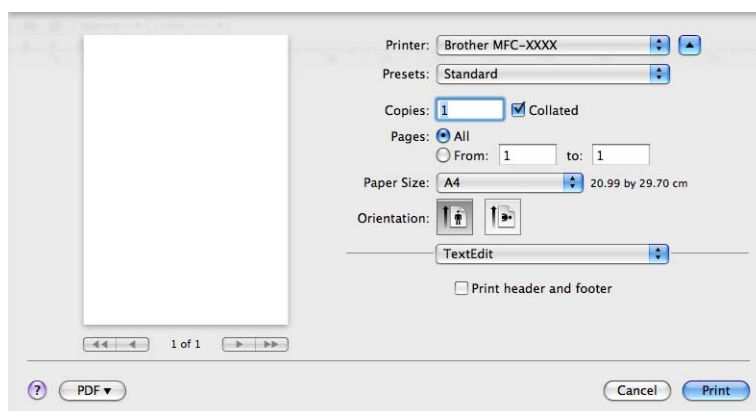 Printer: Brother MFC-XXXX
Presets: Standard
Copies: 1 Collated
Pages: All
From: 1 to: 1
Paper Size: A4 20.99 by 29.70 cm
Orientation:
TextEdit
Print header and footer
1 of 1
? PDF Cancel Print